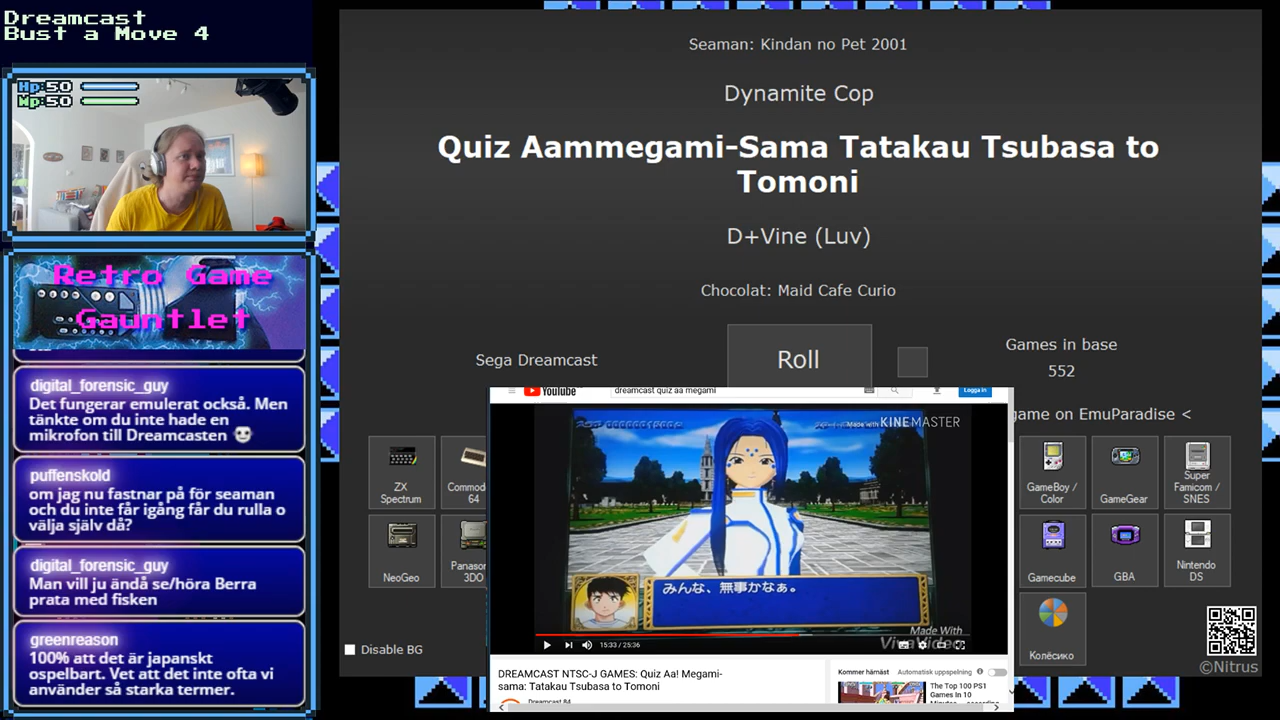 Dreamcast
Bust a Move 4
Hp:50
Mp:50
Retro Game
Gauntlet
digital_forensic_guy
Det fungerar emulerat också. Men
tänkte om du inte hade en
mikrofon till Dreamcasten
puffenskold
om jag nu fastnar på för seaman
och du inte får igång får du rulla o
välja själv då?
digital_forensic_guy
Man vill ju ändå se/höra Berra
prata med fisken
greenreason
100% att det är japanskt
ospelbart. Vet att det inte ofta vi
använder så starka termer.
Seaman: Kindan no Pet 2001
Dynamite Cop
Quiz Aammegami-Sama Tatakau Tsubasa to
Tomoni
D+Vine (Luv)
Chocolat: Maid Cafe Curio
Sega Dreamcast
Roll
Games in base
552
game on EmuParadise <
ZX
Spectrum
Commod
64
NeoGeo
Panason
3DO
GameBoy /
Color
GameGear
Super
Famicom /
SNES
Gamecube
GBA
Nintendo
DS
Колёсико
Disable BG
©Nitrus
YouTube
dreamcast quiz aa megami
Logga in
Made with KINEMASTER
みんな、無事かなぁ。
Made With
VivaVideo
15:33 / 25:36
DREAMCAST NTSC-J GAMES: Quiz Aa! Megami-
sama: Tatakau Tsubasa to Tomoni
Dreamcast 84
Kommer härnäst
Automatisk uppspelning
The Top 100 PS1
Games In 10